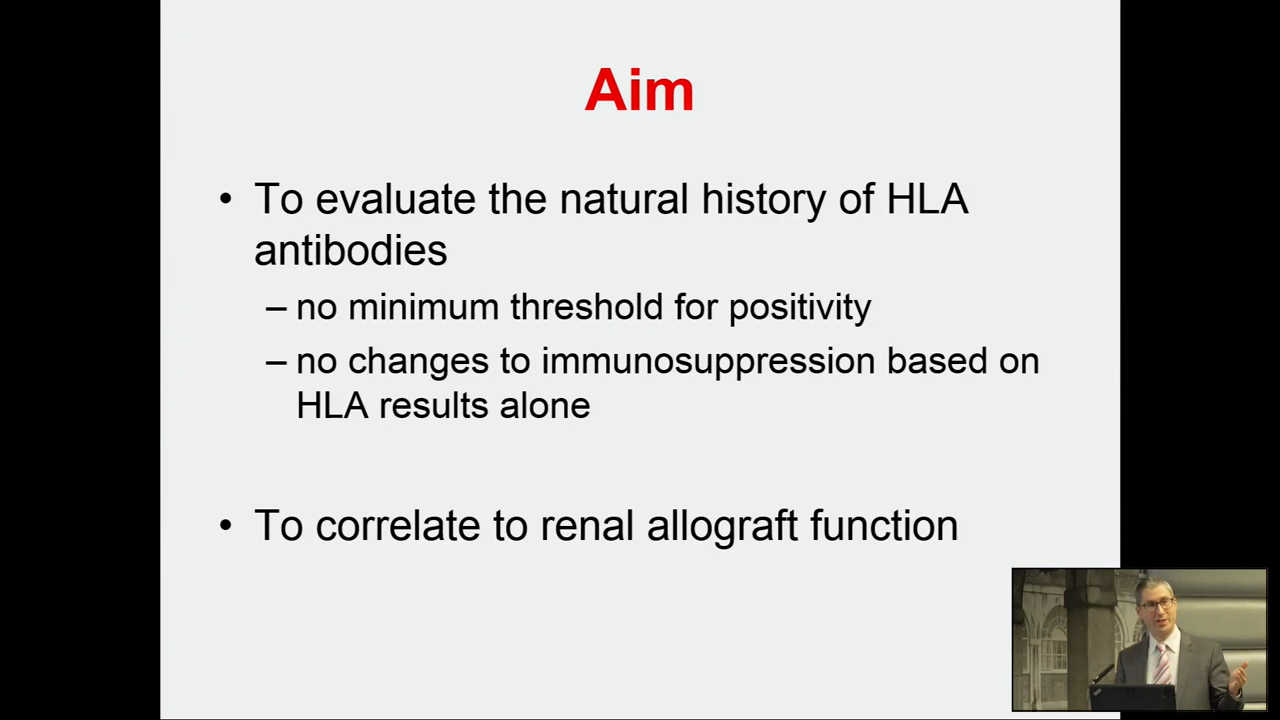 Aim
• To evaluate the natural history of HLA
antibodies
– no minimum threshold for positivity
– no changes to immunosuppression based on
HLA results alone
• To correlate to renal allograft function